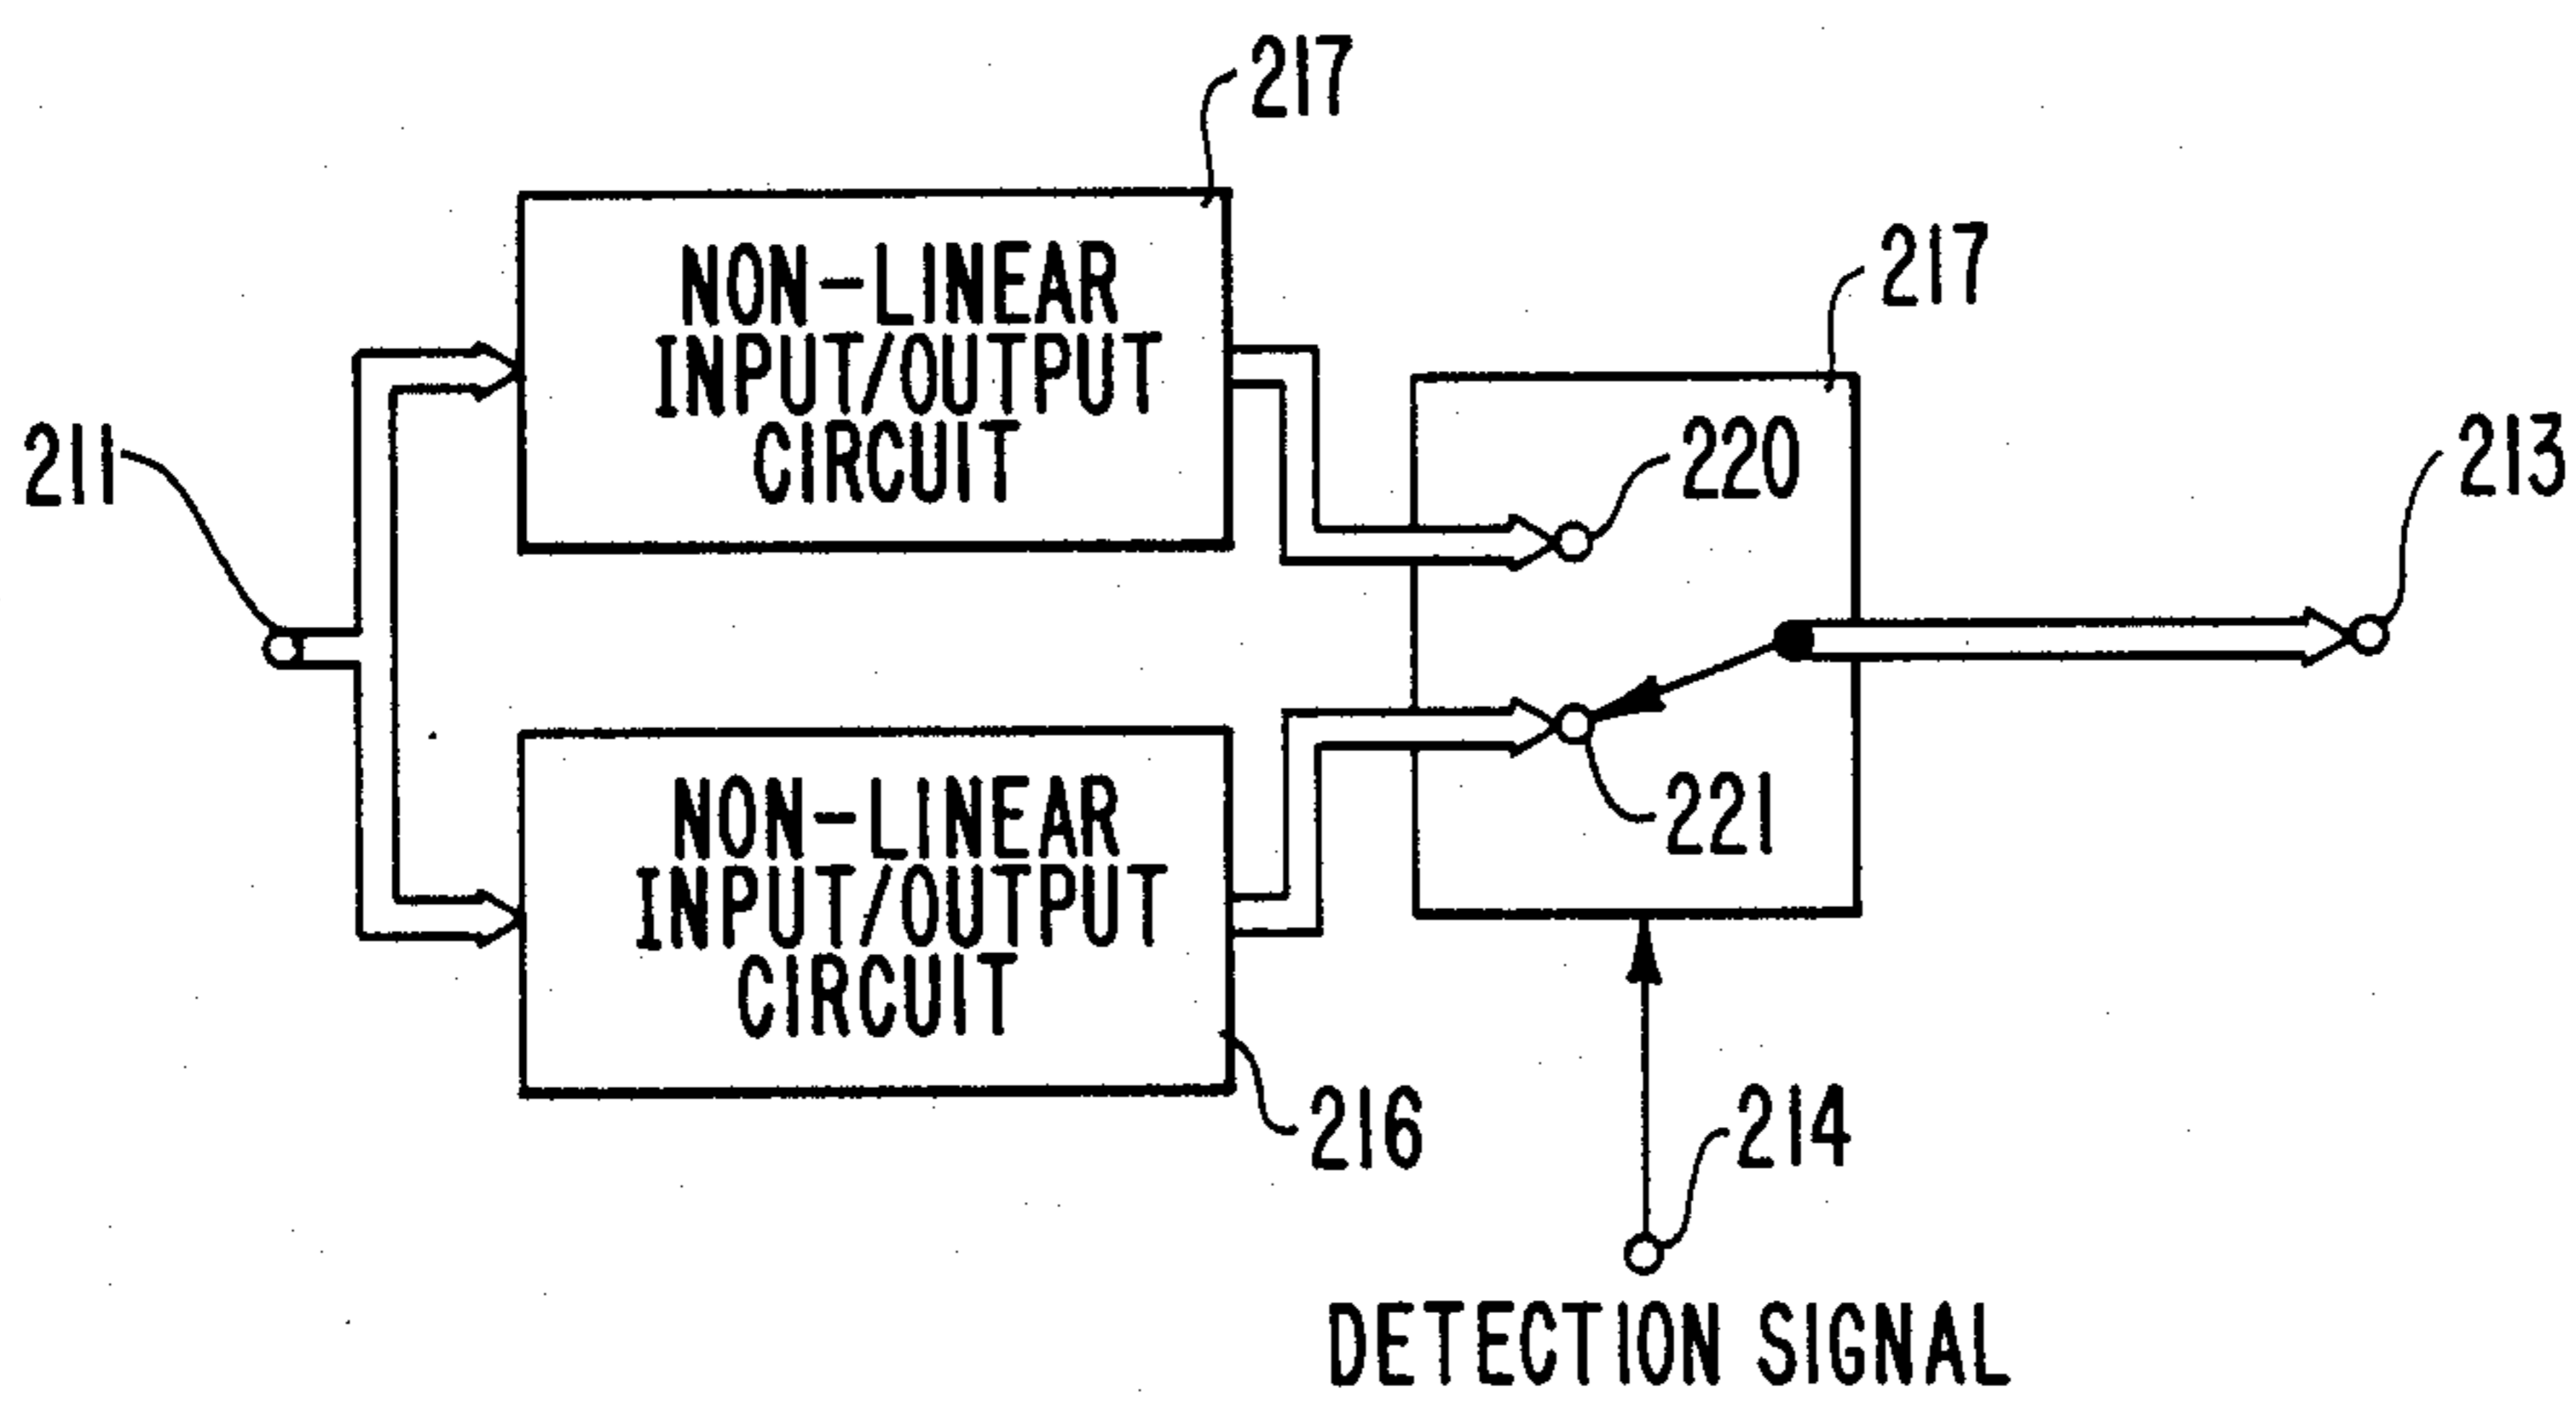 217
NON-LINEAR
INPUT/OUTPUT
CIRCUIT
217
220
211
213
221
NON-LINEAR
INPUT/OUTPUT
CIRCUIT
216
214
DETECTION SIGNAL